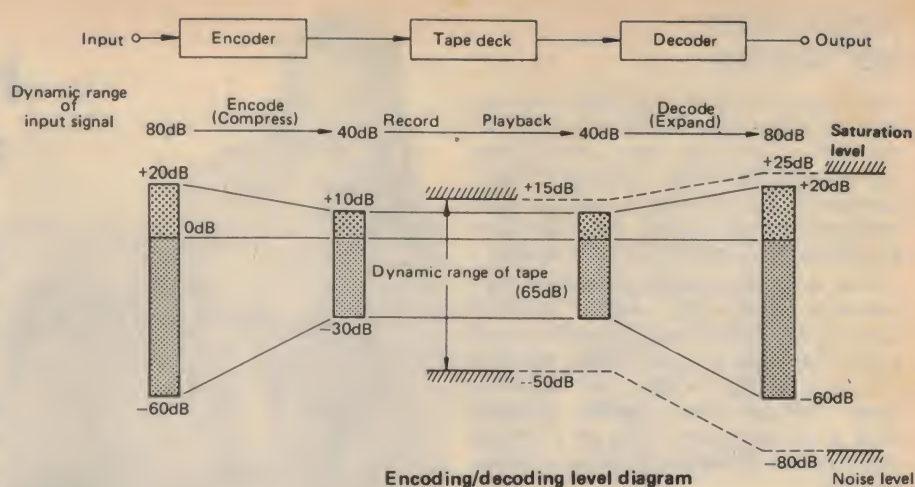 Input
Encoder
Tape deck
Decoder
Output
Dynamic range
of
input signal
Encode
(Compress)
Decode
(Expand)
80dB
40dB
Record
Playback
40dB
80dB
Saturation
level
+20dB
+10dB
+15dB
+25dB
+20dB
0dB
Dynamic range of tape
(65dB)
−30dB
−50dB
−60dB
−60dB
−80dB
Encoding/decoding level diagram
Noise level